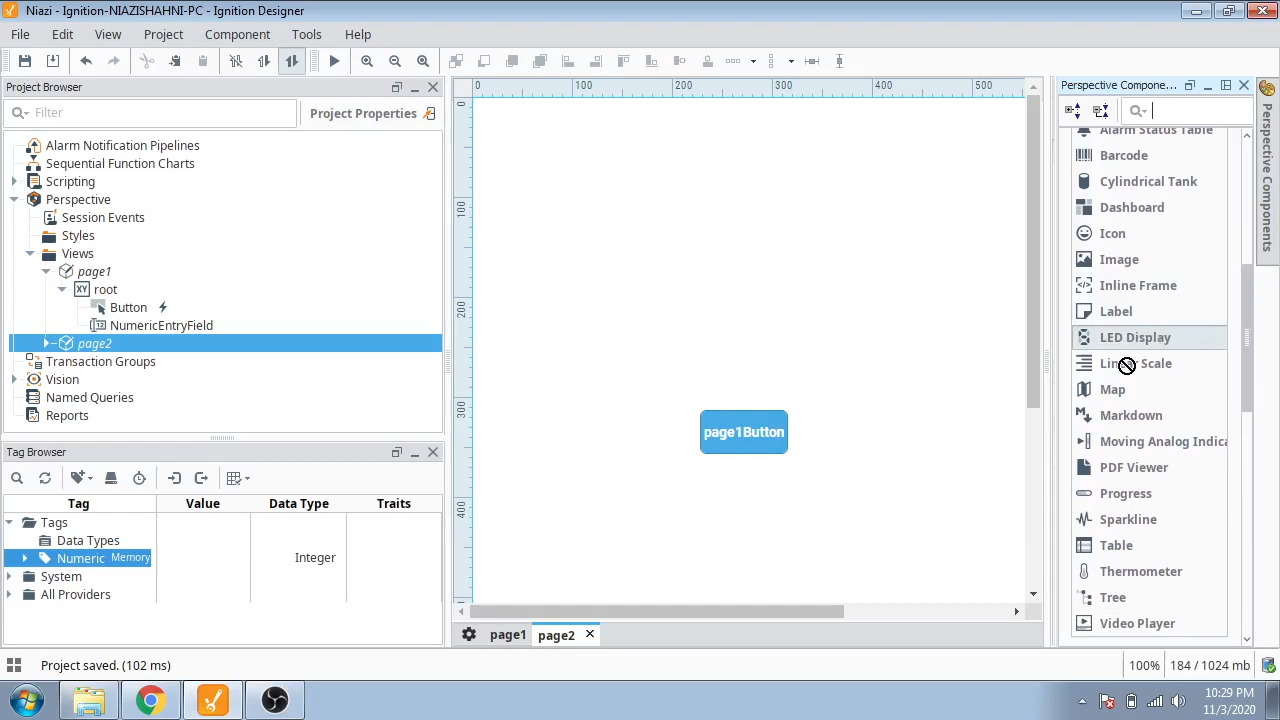 Niazi - Ignition-NIAZISHAHNI-PC - Ignition Designer
File Edit View Project Component Tools Help
Project Browser
Filter
Project Properties
Alarm Notification Pipelines
Sequential Function Charts
Scripting
Perspective
Session Events
Styles
Views
page1
XY root
Button
NumericEntryField
page2
Transaction Groups
Vision
Named Queries
Reports
Tag Browser
Tag Value Data Type Traits
Tags
Data Types
Numeric Memory Integer
System
All Providers
0 100 200 300 400 500
0
100
200
300
400
page1Button
page1 page2
Perspective Compone...
Alarm Status Table
Barcode
Cylindrical Tank
Dashboard
Icon
Image
Inline Frame
Label
LED Display
Linear Scale
Map
Markdown
Moving Analog Indica
PDF Viewer
Progress
Sparkline
Table
Thermometer
Tree
Video Player
Perspective Components
Project saved. (102 ms)
100% 184 / 1024 mb
10:29 PM
11/3/2020